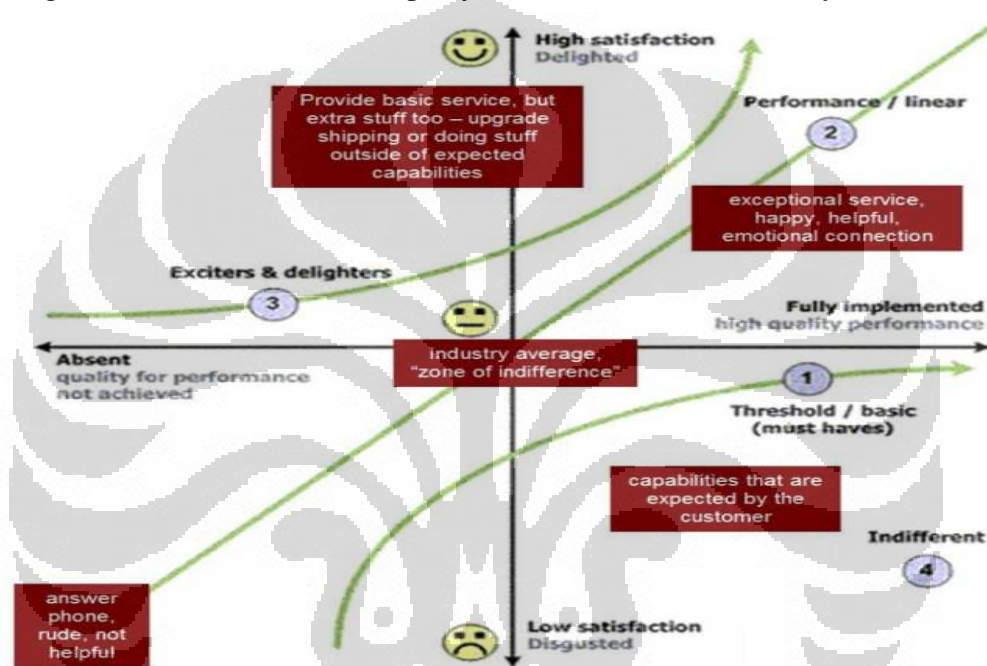 High satisfaction
Delighted
Provide basic service, but
extra stuff too – upgrade
shipping or doing stuff
outside of expected
capabilities
Performance / linear
2
exceptional service,
happy, helpful,
emotional connection
Exciters & delighters
3
Fully implemented
high quality performance
Absent
quality for performance
not achieved
industry average,
"zone of indifference"
1
Threshold / basic
(must haves)
capabilities that are
expected by the
customer
Indifferent
4
answer
phone,
rude, not
helpful
Low satisfaction
Disgusted